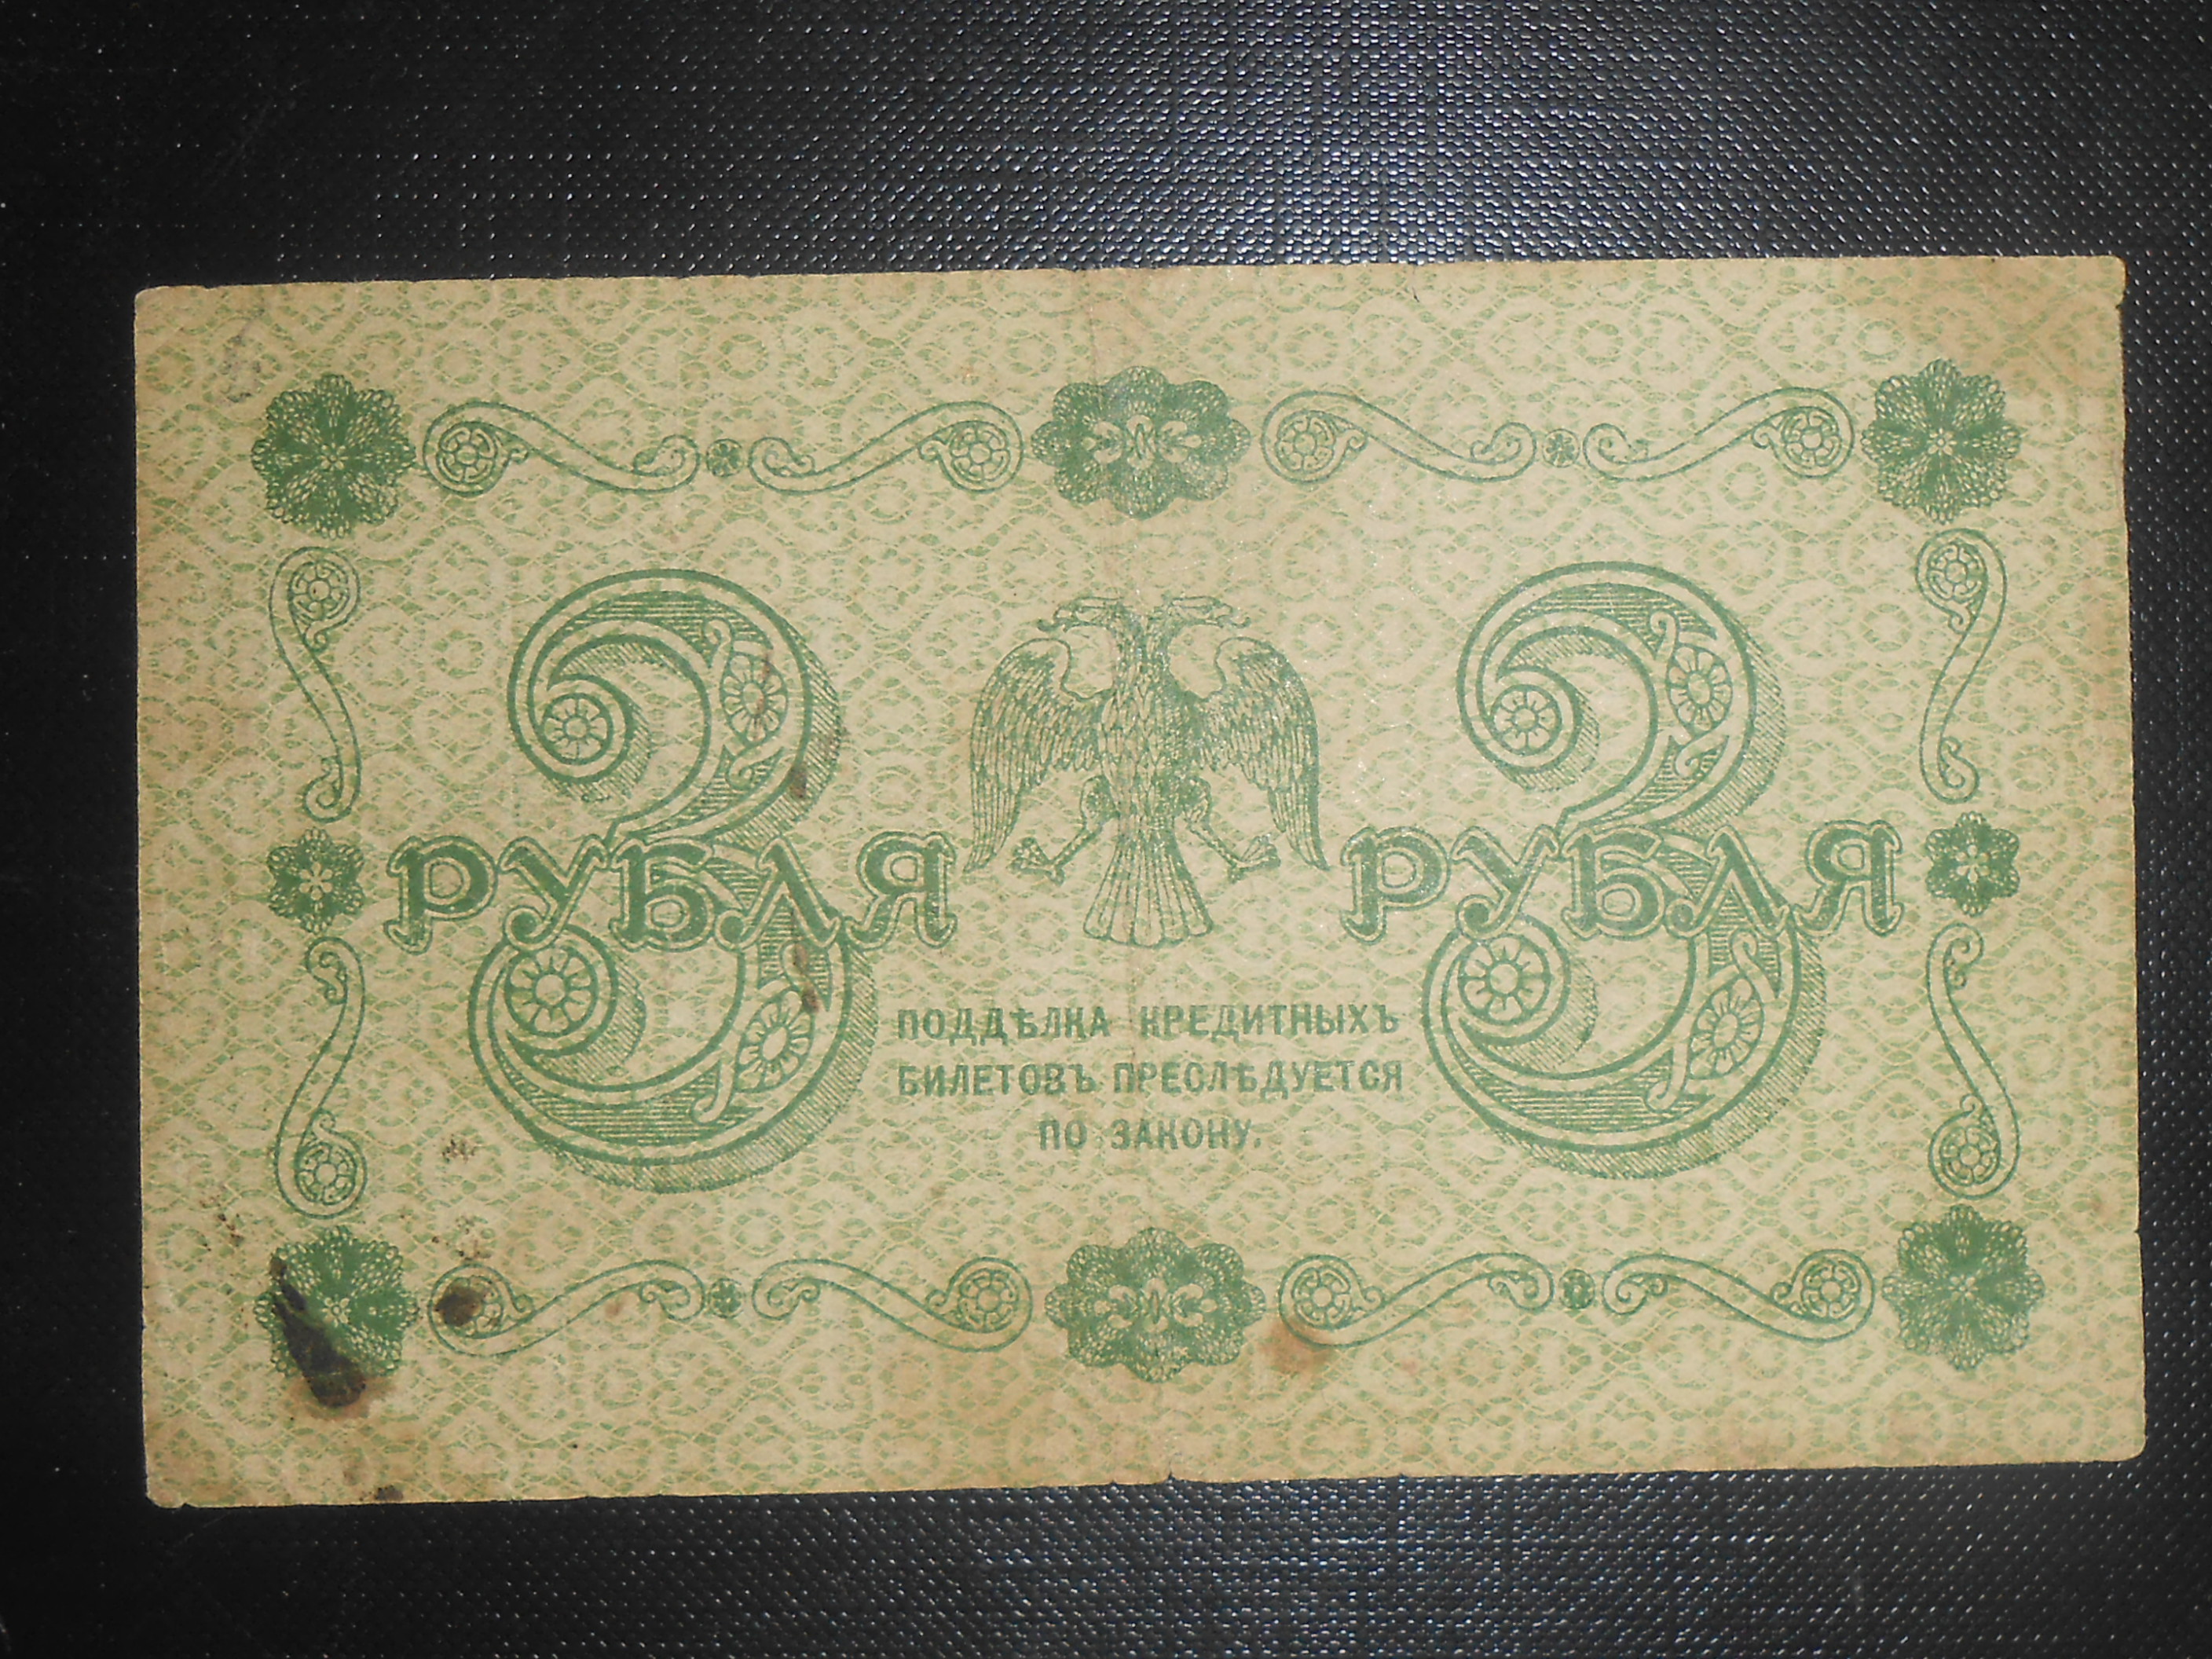 3 3
РУБЛЯ РУБЛЯ
ПОДДѢЛКА КРЕДИТНЫХЪ
БИЛЕТОВЪ ПРЕСЛѢДУЕТСЯ
ПО ЗАКОНУ.